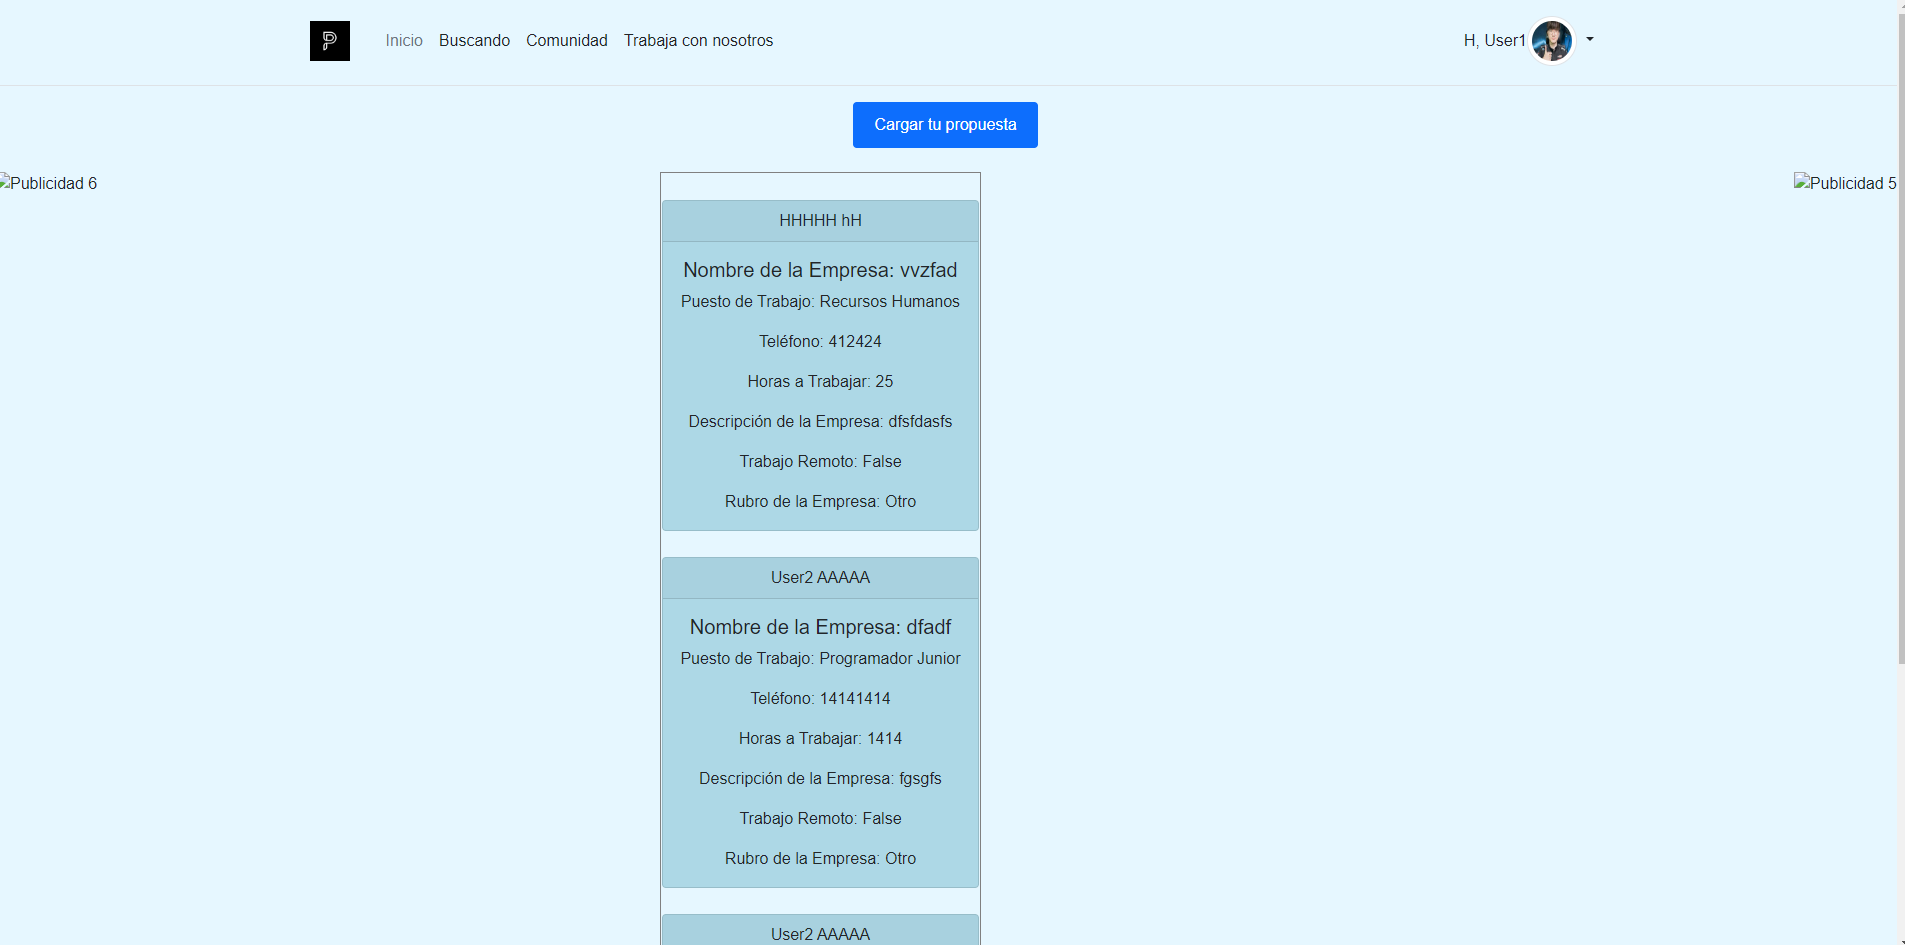 P
Inicio Buscando Comunidad Trabaja con nosotros H, User1
Cargar tu propuesta
Publicidad 6
Publicidad 5
HHHHH hH
Nombre de la Empresa: vvzfad
Puesto de Trabajo: Recursos Humanos
Teléfono: 412424
Horas a Trabajar: 25
Descripción de la Empresa: dfsfdasfs
Trabajo Remoto: False
Rubro de la Empresa: Otro
User2 AAAAA
Nombre de la Empresa: dfadf
Puesto de Trabajo: Programador Junior
Teléfono: 14141414
Horas a Trabajar: 1414
Descripción de la Empresa: fgsgfs
Trabajo Remoto: False
Rubro de la Empresa: Otro
User2 AAAAA